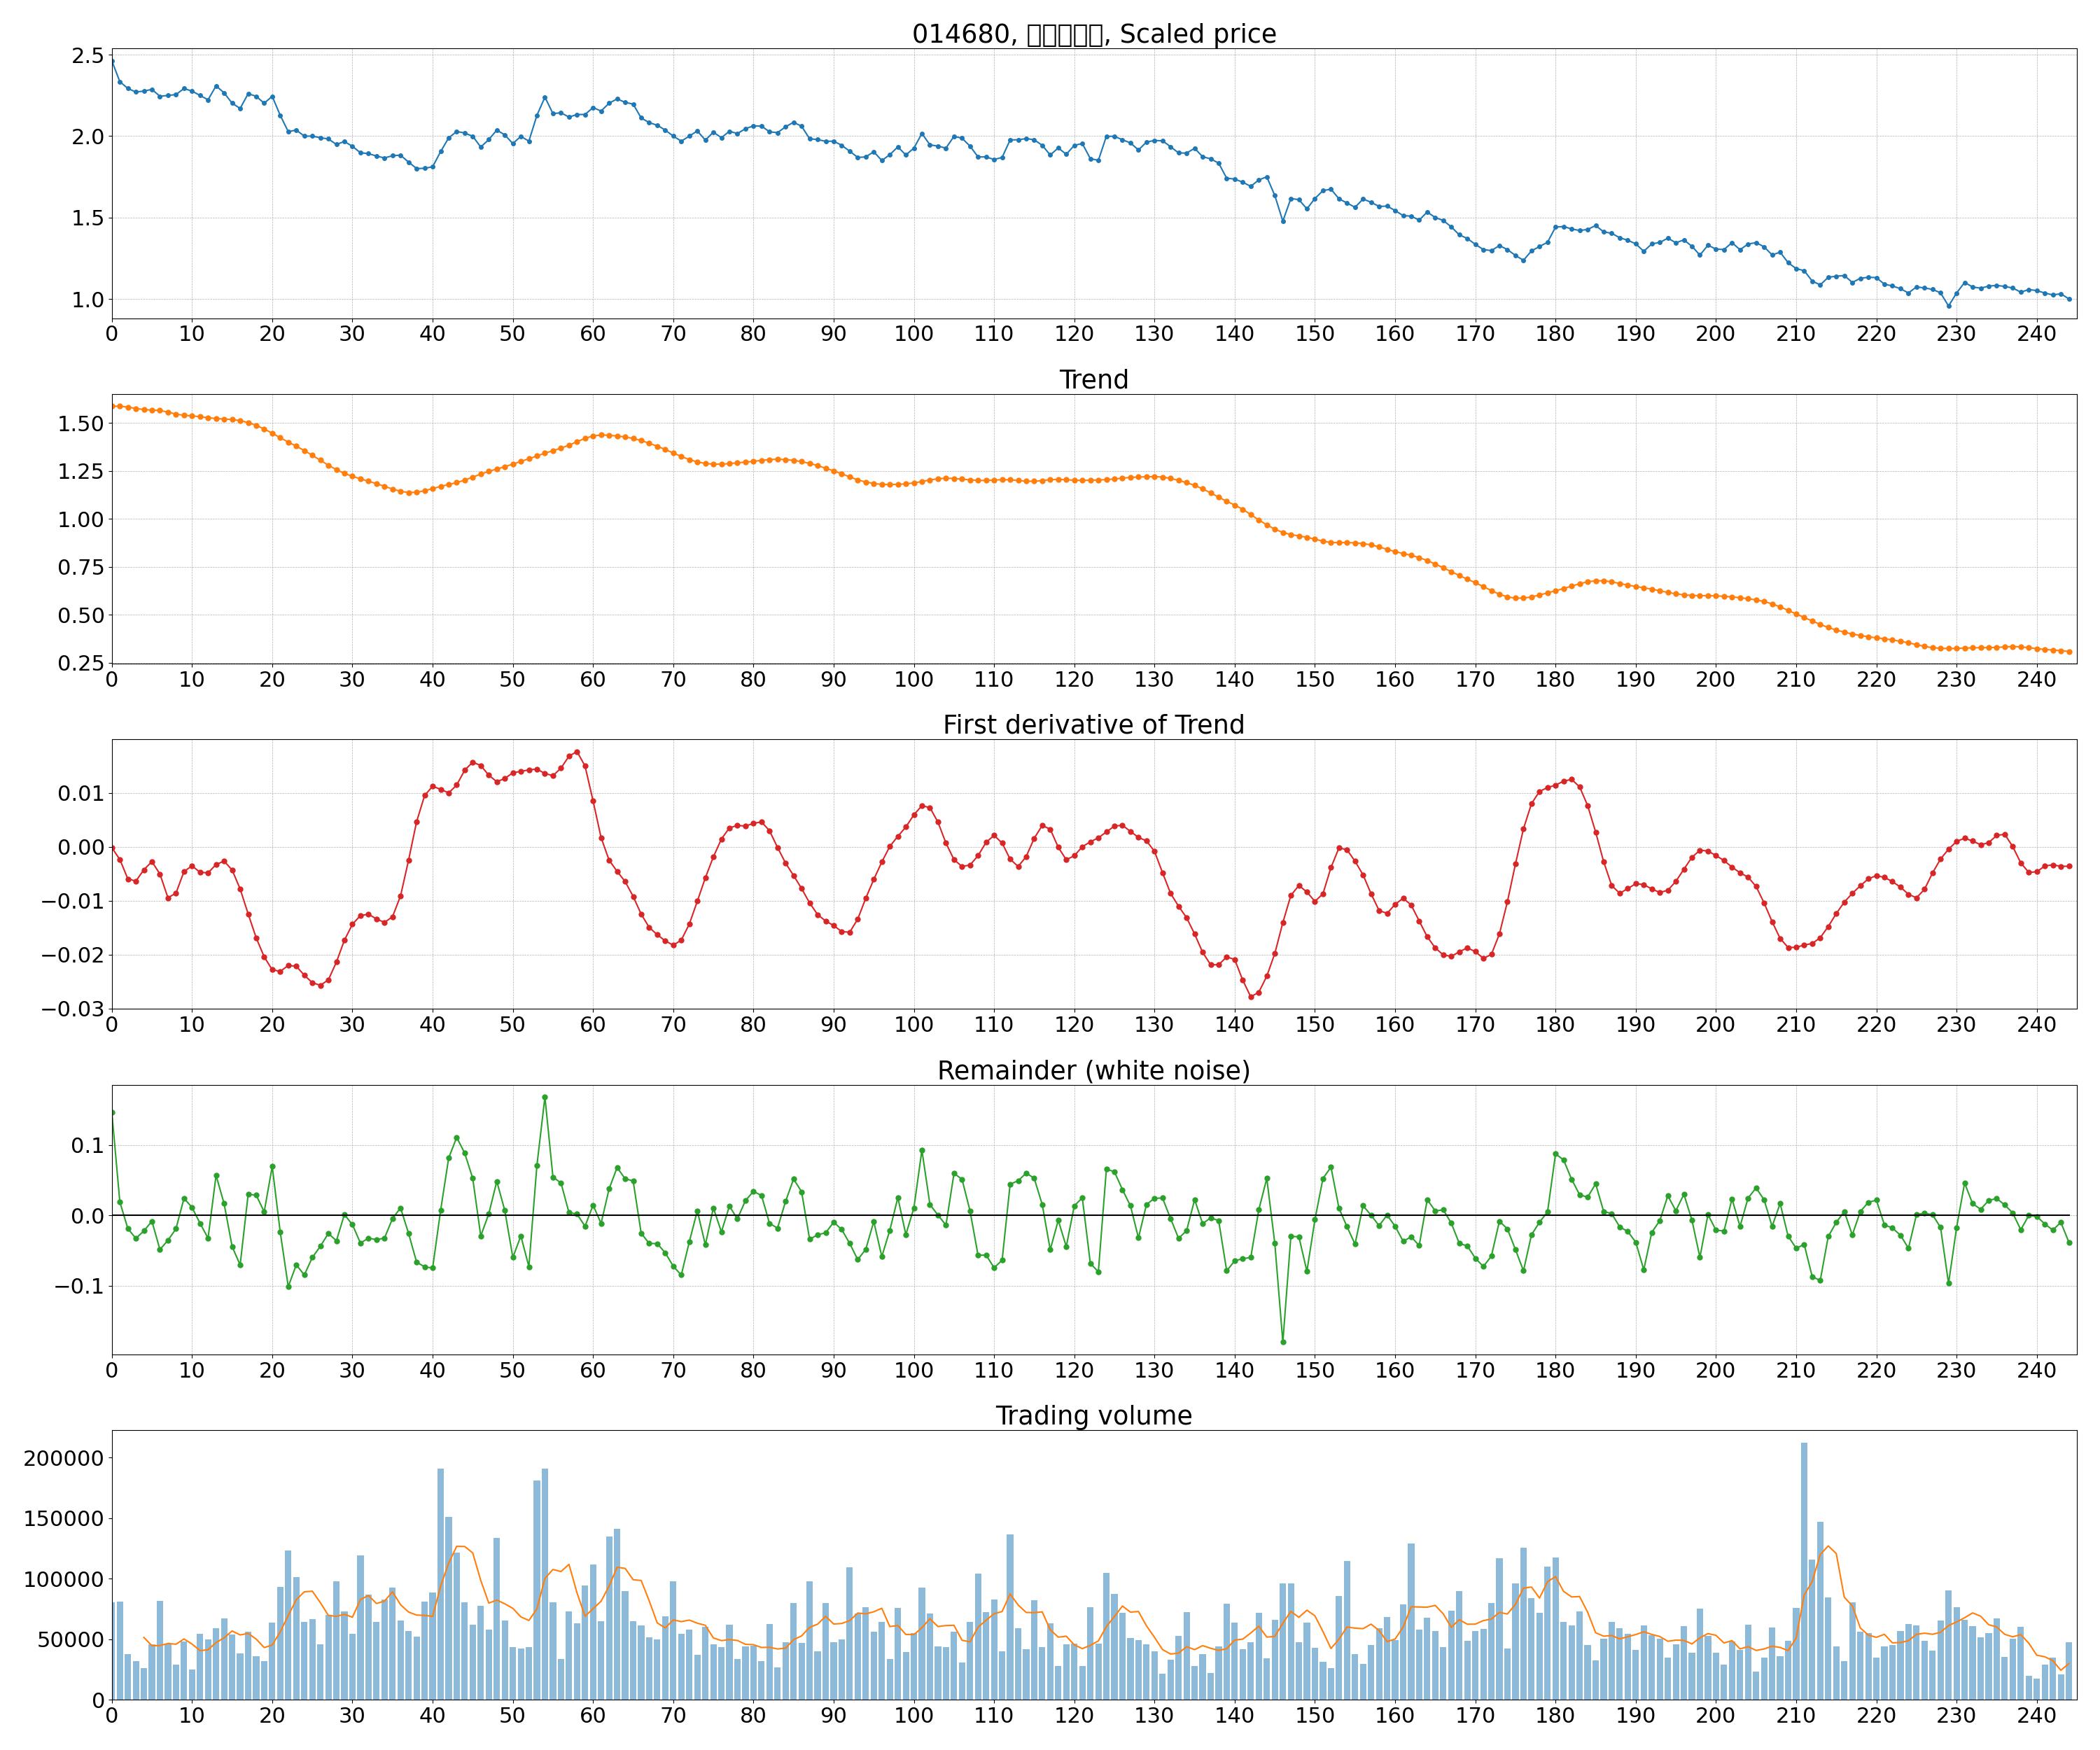 014680, □□□□□, Scaled price
2.5
2.0
1.5
1.0
0 10 20 30 40 50 60 70 80 90 100 110 120 130 140 150 160 170 180 190 200 210 220 230 240
Trend
1.50
1.25
1.00
0.75
0.50
0.25
0 10 20 30 40 50 60 70 80 90 100 110 120 130 140 150 160 170 180 190 200 210 220 230 240
First derivative of Trend
0.01
0.00
−0.01
−0.02
−0.03
0 10 20 30 40 50 60 70 80 90 100 110 120 130 140 150 160 170 180 190 200 210 220 230 240
Remainder (white noise)
0.1
0.0
−0.1
0 10 20 30 40 50 60 70 80 90 100 110 120 130 140 150 160 170 180 190 200 210 220 230 240
Trading volume
200000
150000
100000
50000
0
0 10 20 30 40 50 60 70 80 90 100 110 120 130 140 150 160 170 180 190 200 210 220 230 240